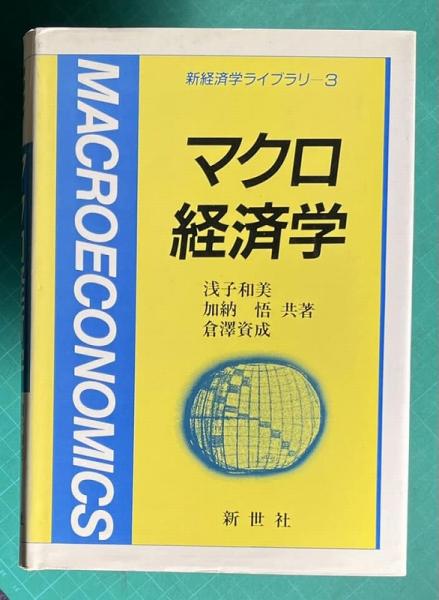 新経済学ライブラリ—3
マクロ
経済学
浅子和美
加納 悟 共著
倉澤資成
新世社
MACROECONOMICS